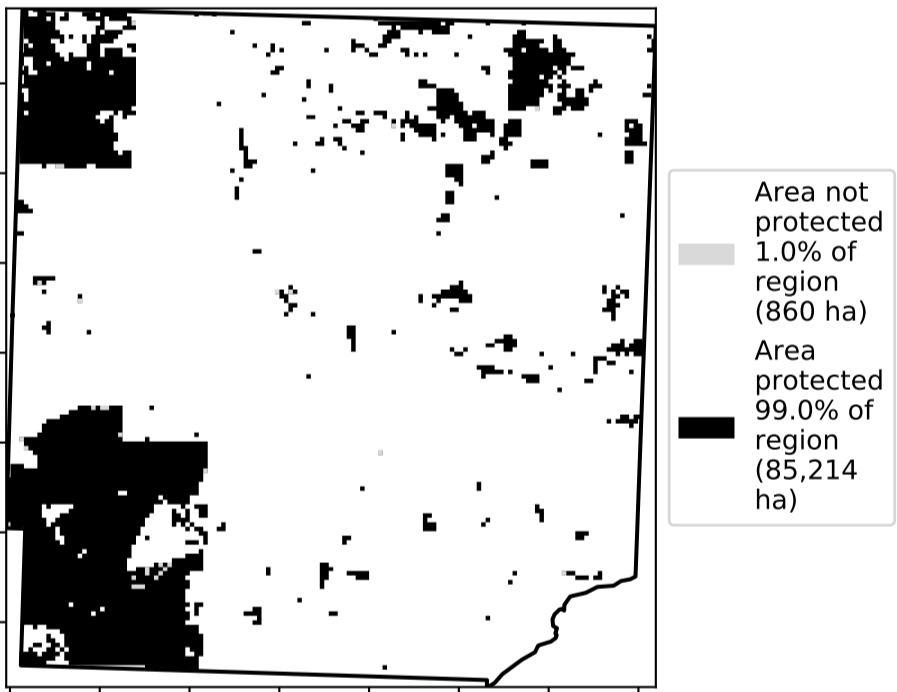 Area not
protected
1.0% of
region
(860 ha)
Area
protected
99.0% of
region
(85,214
ha)